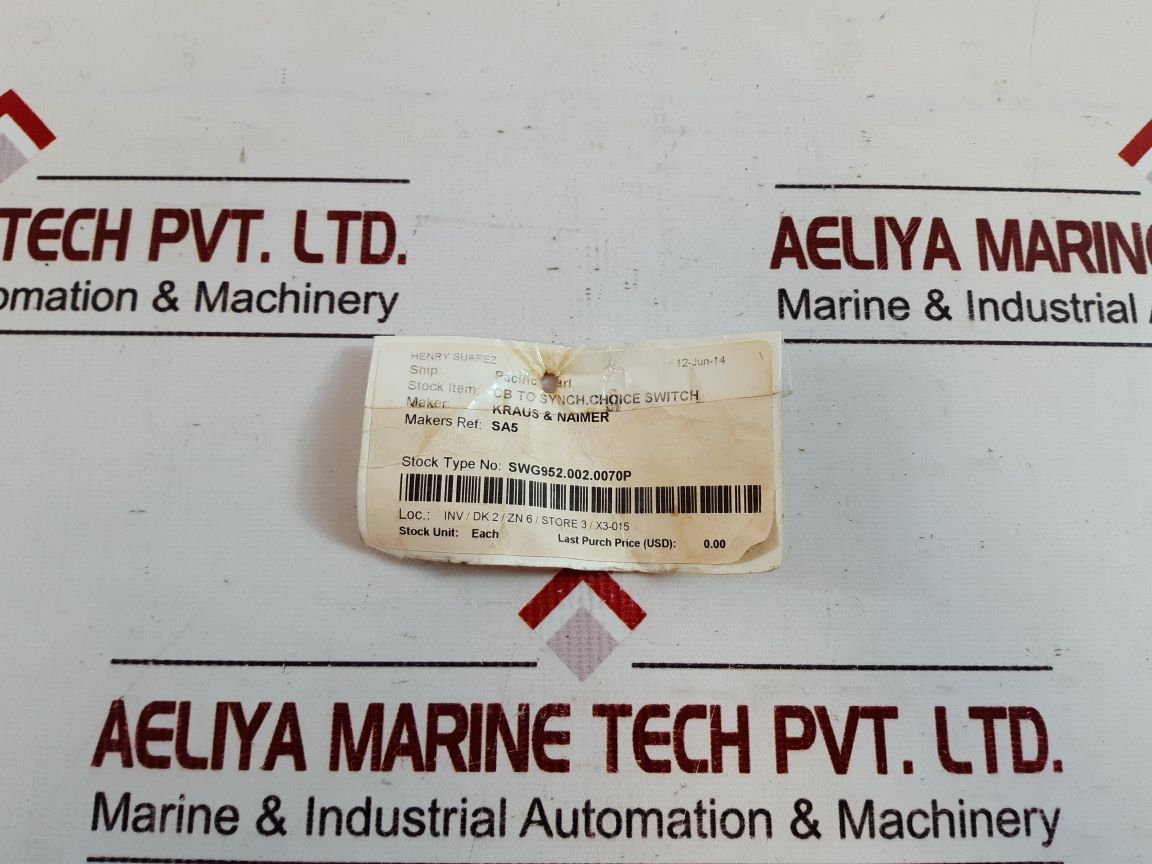 TECH PVT. LTD.
omation & Machinery
AELIYA MARIN
Marine & Industrial
HENRY SUAREZ 12-Jun-14
Ship: Pacific
Stock Item: CB TO SYNCH.CHOICE SWITCH
Maker: KRAUS & NAIMER
Makers Ref: SA5
Stock Type No: SWG952.002.0070P
Loc.: INV / DK 2 / ZN 6 / STORE 3 / X3-015
Stock Unit: Each Last Purch Price (USD): 0.00
AELIYA MARINE TECH PVT. LTD.
Marine & Industrial Automation & Machinery